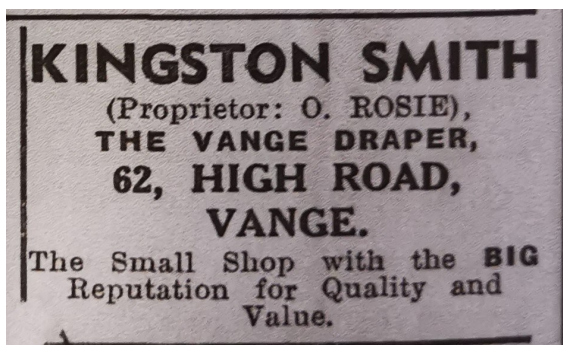 KINGSTON SMITH
(Proprietor: O. ROSIE),
THE VANGE DRAPER,
62, HIGH ROAD,
VANGE.
The Small Shop with the BIG
Reputation for Quality and
Value.